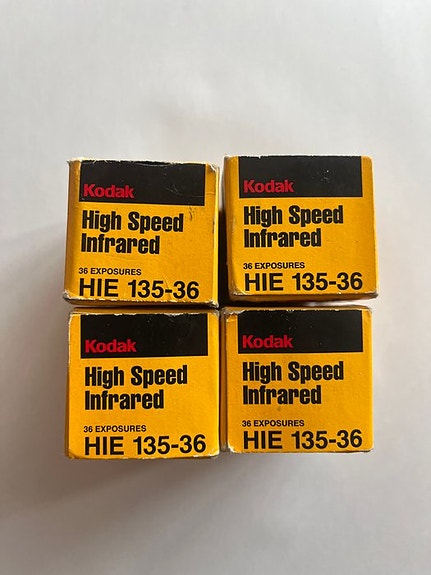 Kodak
High Speed
Infrared
36 EXPOSURES
HIE 135-36
Kodak
High Speed
Infrared
36 EXPOSURES
HIE 135-36
Kodak
High Speed
Infrared
36 EXPOSURES
HIE 135-36
Kodak
High Speed
Infrared
36 EXPOSURES
HIE 135-36